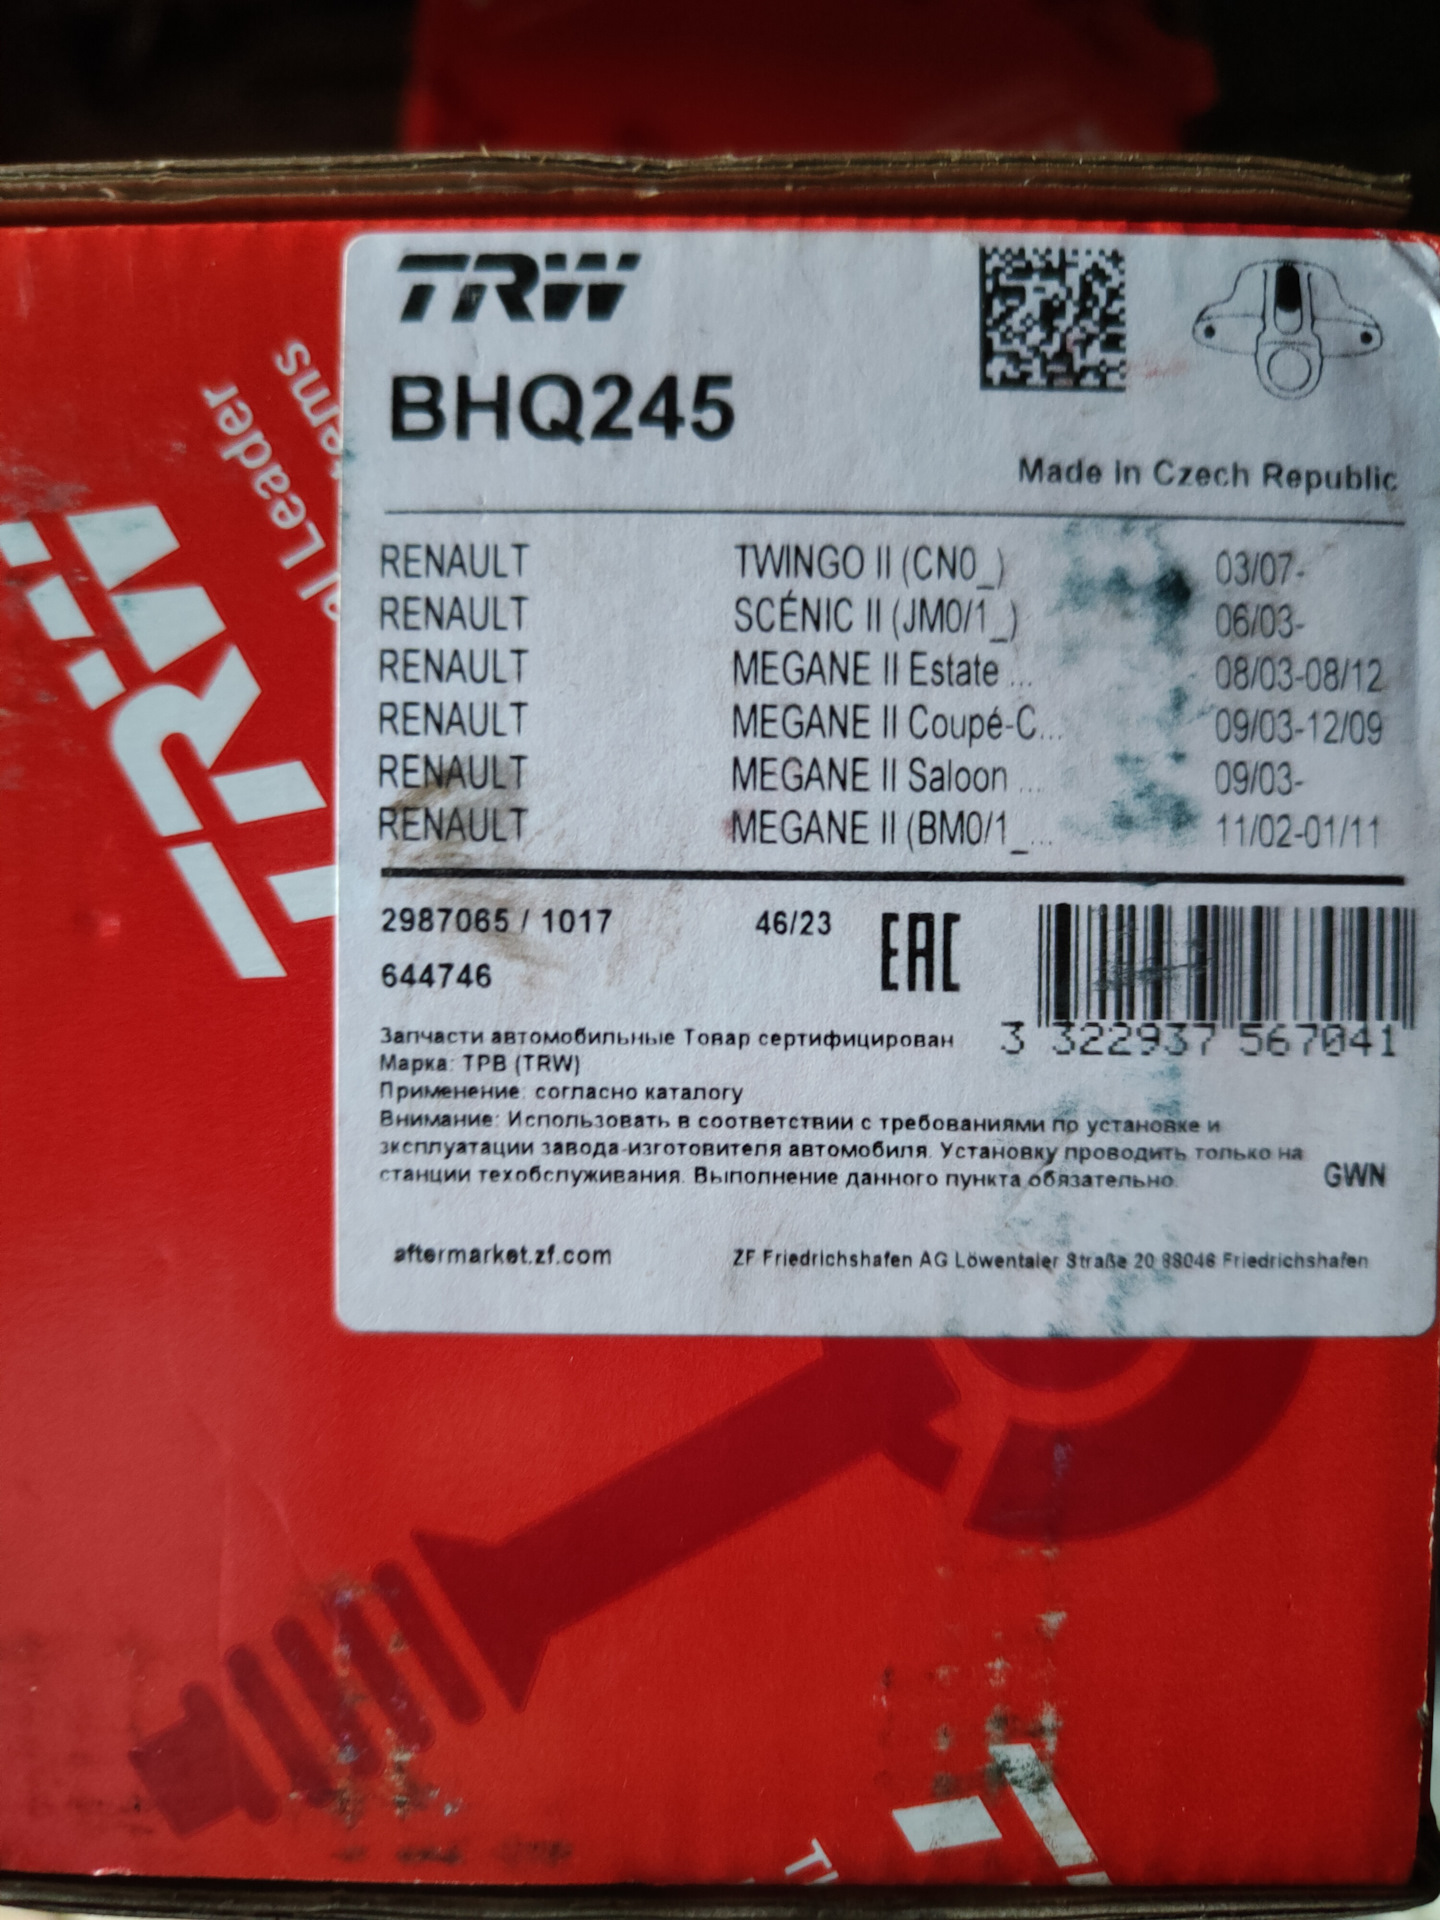 TRW
BHQ245
Made in Czech Republic
RENAULT TWINGO II (CN0_) 03/07-
RENAULT SCÉNIC II (JM0/1_) 06/03-
RENAULT MEGANE II Estate ... 08/03-08/12
RENAULT MEGANE II Coupé-C... 09/03-12/09
RENAULT MEGANE II Saloon ... 09/03-
RENAULT MEGANE II (BM0/1_... 11/02-01/11
2987065 / 1017 46/23 EAC
644746
3 322937 567041
Запчасти автомобильные Товар сертифицирован
Марка: ТРВ (TRW)
Применение: согласно каталогу
Внимание: Использовать в соответствии с требованиями по установке и
эксплуатации завода-изготовителя автомобиля. Установку проводить только на
станции техобслуживания. Выполнение данного пункта обязательно.
GWN
aftermarket.zf.com ZF Friedrichshafen AG Löwentaler Straße 20 88046 Friedrichshafen
TRW
al Leader
tems